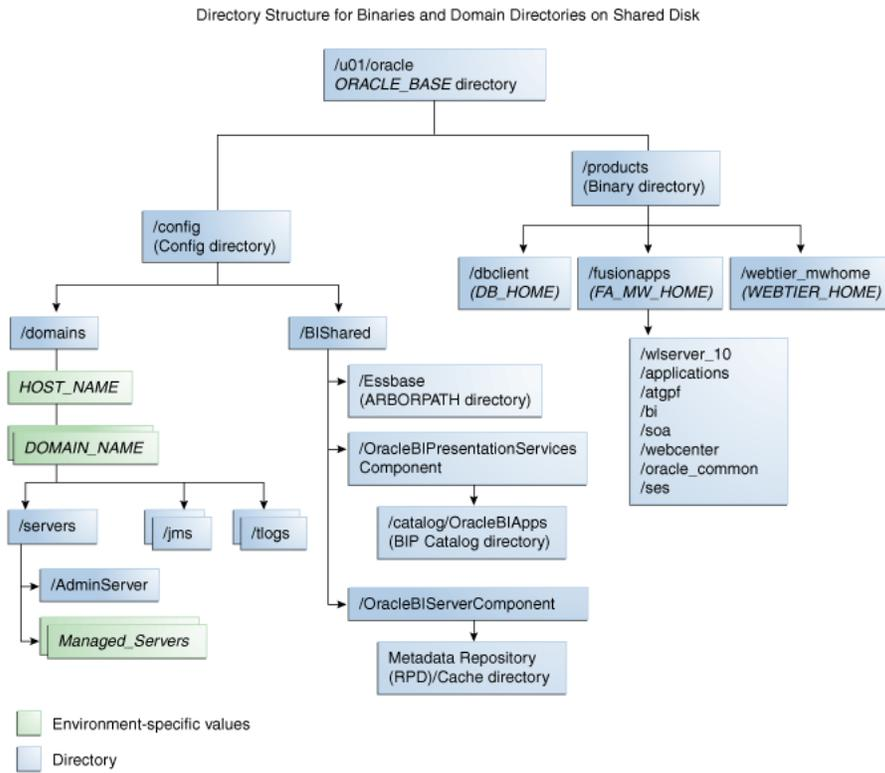 Directory Structure for Binaries and Domain Directories on Shared Disk
/u01/oracle
ORACLE_BASE directory
/products
(Binary directory)
/config
(Config directory)
/dbclient
(DB_HOME)
/fusionapps
(FA_MW_HOME)
/webtier_mwhome
(WEBTIER_HOME)
/domains
/BIShared
/wlserver_10
/applications
/atgpf
/bi
/soa
/webcenter
/oracle_common
/ses
HOST_NAME
/Essbase
(ARBORPATH directory)
DOMAIN_NAME
/OracleBIPresentationServices
Component
/servers
/jms
/tlogs
/catalog/OracleBIApps
(BIP Catalog directory)
/AdminServer
/OracleBIServerComponent
Managed_Servers
Metadata Repository
(RPD)/Cache directory
Environment-specific values
Directory